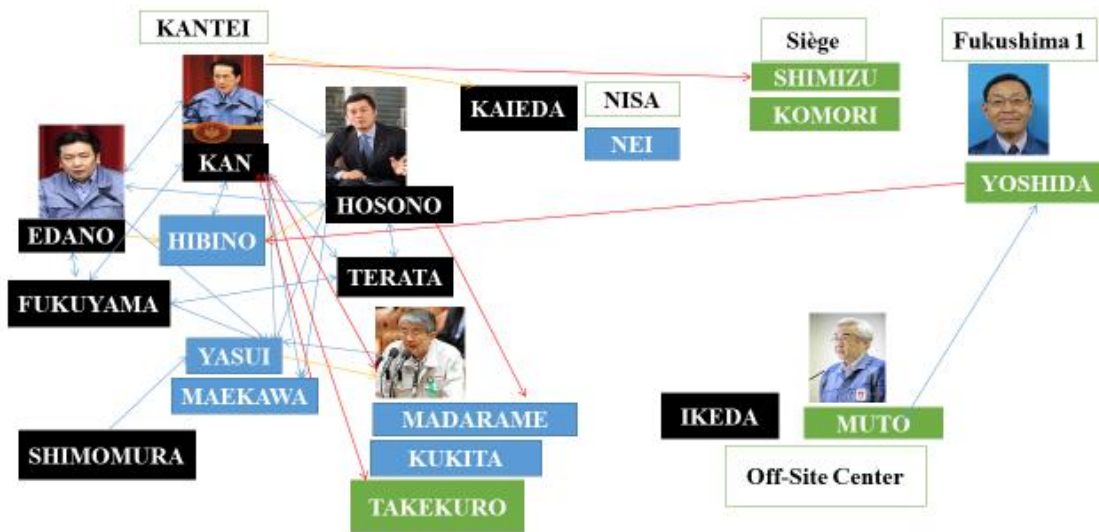 KANTEI
Siège
Fukushima 1
SHIMIZU
KAIEDA
NISA
KOMORI
NEI
KAN
YOSHIDA
HOSONO
EDANO
HIBINO
TERATA
FUKUYAMA
YASUI
MAEKAWA
MADARAME
IKEDA
MUTO
SHIMOMURA
KUKITA
Off-Site Center
TAKEKURO